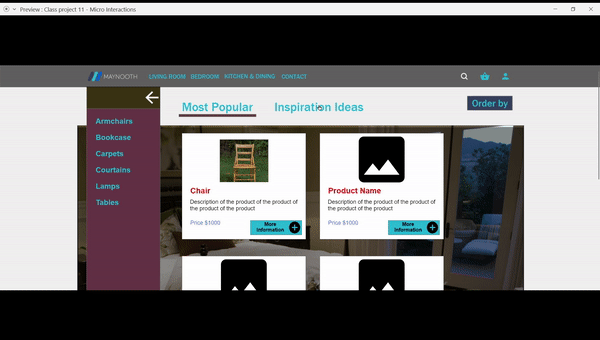 Preview : Class project 11 - Micro Interactions
MAYNOOTH
LIVING ROOM
BEDROOM
KITCHEN & DINING
CONTACT
Most Popular
Inspiration Ideas
Order by
Armchairs
Bookcase
Carpets
Courtains
Lamps
Tables
Chair
Description of the product of the product of
the product of the product
Price $1000
More
Information
Product Name
Description of the product of the product of
the product of the product
Price $1000
More
Information